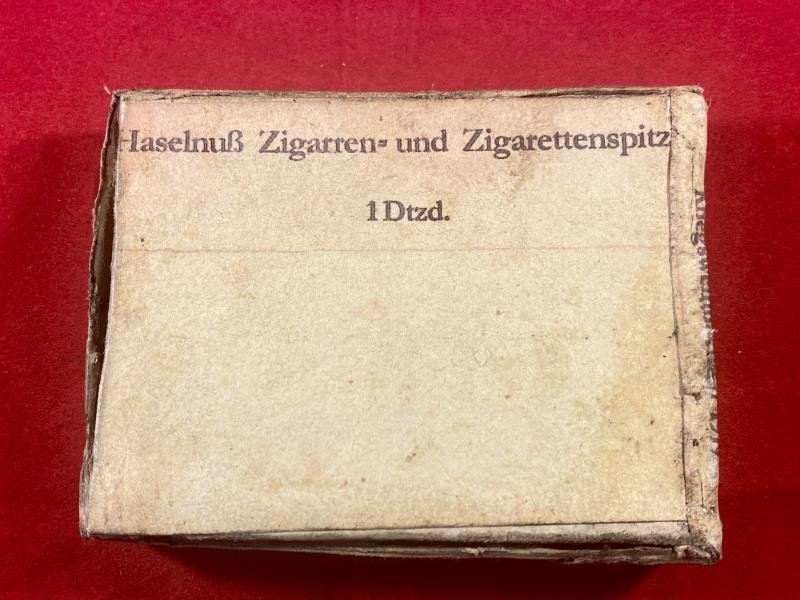 Haselnuß Zigarren= und Zigarettenspitz
1 Dtzd.